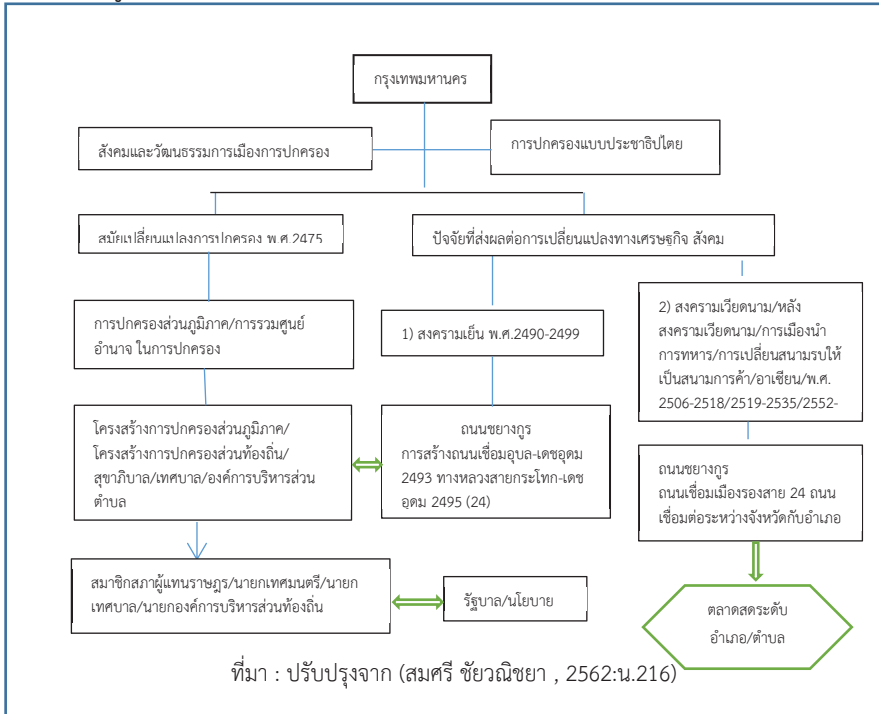 กรุงเทพมหานคร
สังคมและวัฒนธรรมการเมืองการปกครอง
การปกครองแบบประชาธิปไตย
สมัยเปลี่ยนแปลงการปกครอง พ.ศ.2475
ปัจจัยที่ส่งผลต่อการเปลี่ยนแปลงทางเศรษฐกิจ สังคม
การปกครองส่วนภูมิภาค/การรวมศูนย์
อำนาจ ในการปกครอง
1) สงครามเย็น พ.ศ.2490-2499
2) สงครามเวียดนาม/หลัง
สงครามเวียดนาม/การเมืองนำ
การทหาร/การเปลี่ยนสนามรบให้
เป็นสนามการค้า/อาเซียน/พ.ศ.
2506-2518/2519-2535/2552-
โครงสร้างการปกครองส่วนภูมิภาค/
โครงสร้างการปกครองส่วนท้องถิ่น/
สุขาภิบาล/เทศบาล/องค์การบริหารส่วน
ตำบล
ถนนชยางกูร
การสร้างถนนเชื่อมอุบล-เดชอุดม
2493 ทางหลวงสายกระโทก-เดช
อุดม 2495 (24)
ถนนชยางกูร
ถนนเชื่อมเมืองรองสาย 24 ถนน
เชื่อมต่อระหว่างจังหวัดกับอำเภอ
สมาชิกสภาผู้แทนราษฎร/นายกเทศมนตรี/นายก
เทศบาล/นายกองค์การบริหารส่วนท้องถิ่น
รัฐบาล/นโยบาย
ตลาดสดระดับ
อำเภอ/ตำบล
ที่มา : ปรับปรุงจาก (สมศรี ชัยวณิชยา , 2562:น.216)